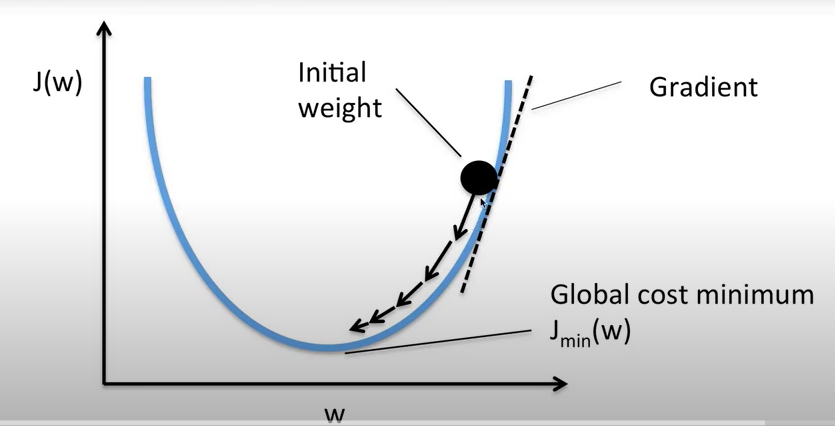 J(w)
Initial
weight
Gradient
Global cost minimum
Jmin(w)
w